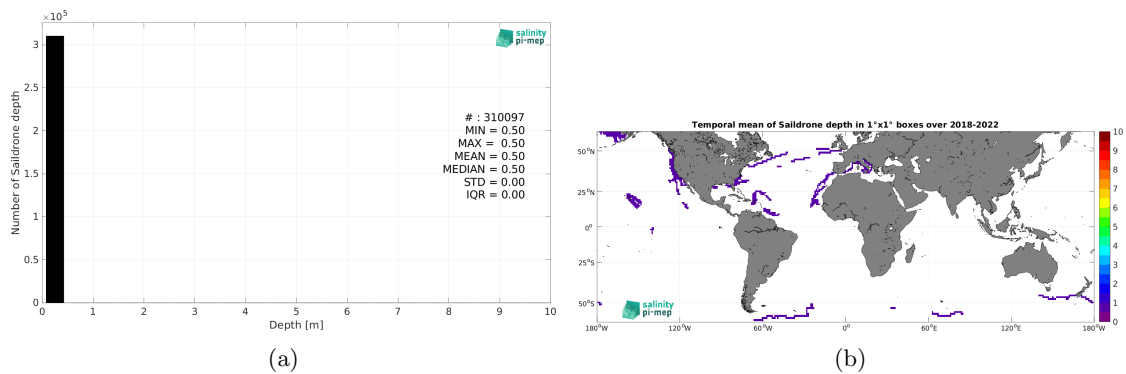 ×10⁵
salinity
pi-mep
3
2.5
2
1.5
1
0.5
0
Number of Saildrone depth
# : 310097
MIN = 0.50
MAX = 0.50
MEAN = 0.50
MEDIAN = 0.50
STD = 0.00
IQR = 0.00
0 1 2 3 4 5 6 7 8 9 10
Depth [m]
(a)
Temporal mean of Saildrone depth in 1°x1° boxes over 2018-2022
50°N
25°N
0°
25°S
50°S
salinity
pi-mep
180°W 120°W 60°W 0° 60°E 120°E 180°W
10
9
8
7
6
5
4
3
2
1
0
(b)